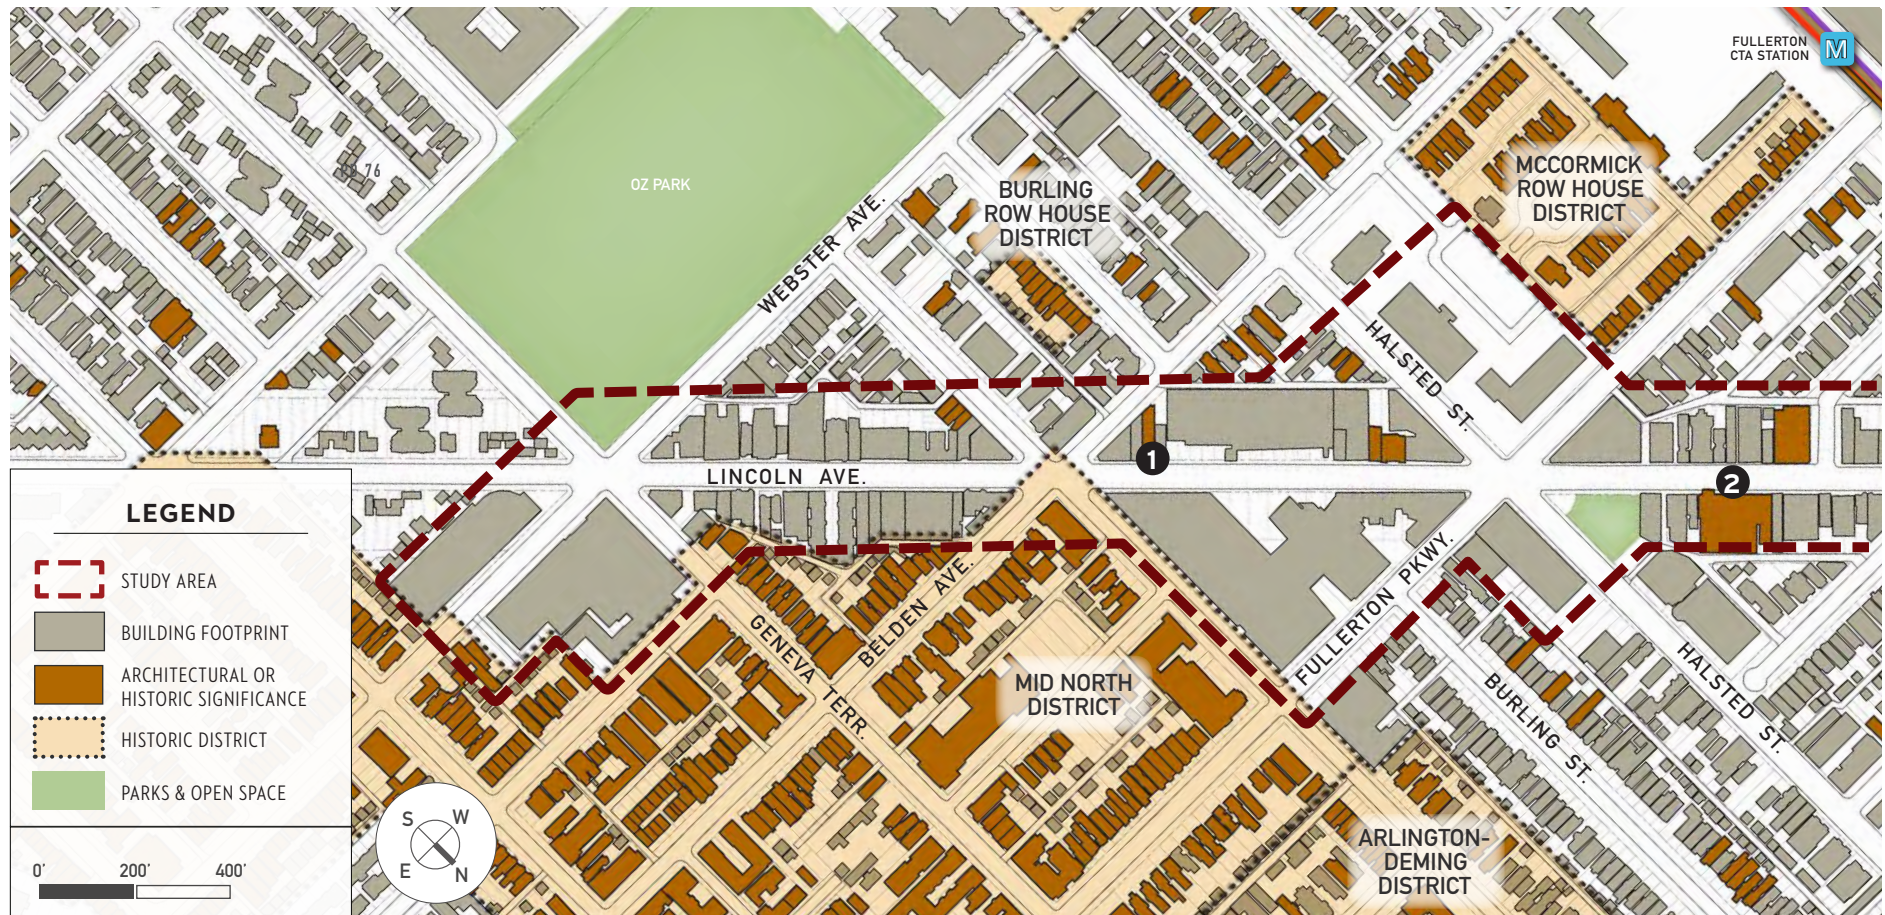 FULLERTON
CTA STATION
M
76
OZ PARK
BURLING
ROW HOUSE
DISTRICT
MCCORMICK
ROW HOUSE
DISTRICT
WEBSTER AVE.
HALSTED ST.
1
LINCOLN AVE.
2
LEGEND
STUDY AREA
BUILDING FOOTPRINT
ARCHITECTURAL OR
HISTORIC SIGNIFICANCE
HISTORIC DISTRICT
PARKS & OPEN SPACE
0'
200'
400'
S
W
E
N
GENEVA TERR.
BELDEN AVE.
MID NORTH
DISTRICT
FULLERTON PKWY.
BURLING ST.
HALSTED ST.
ARLINGTON-
DEMING
DISTRICT